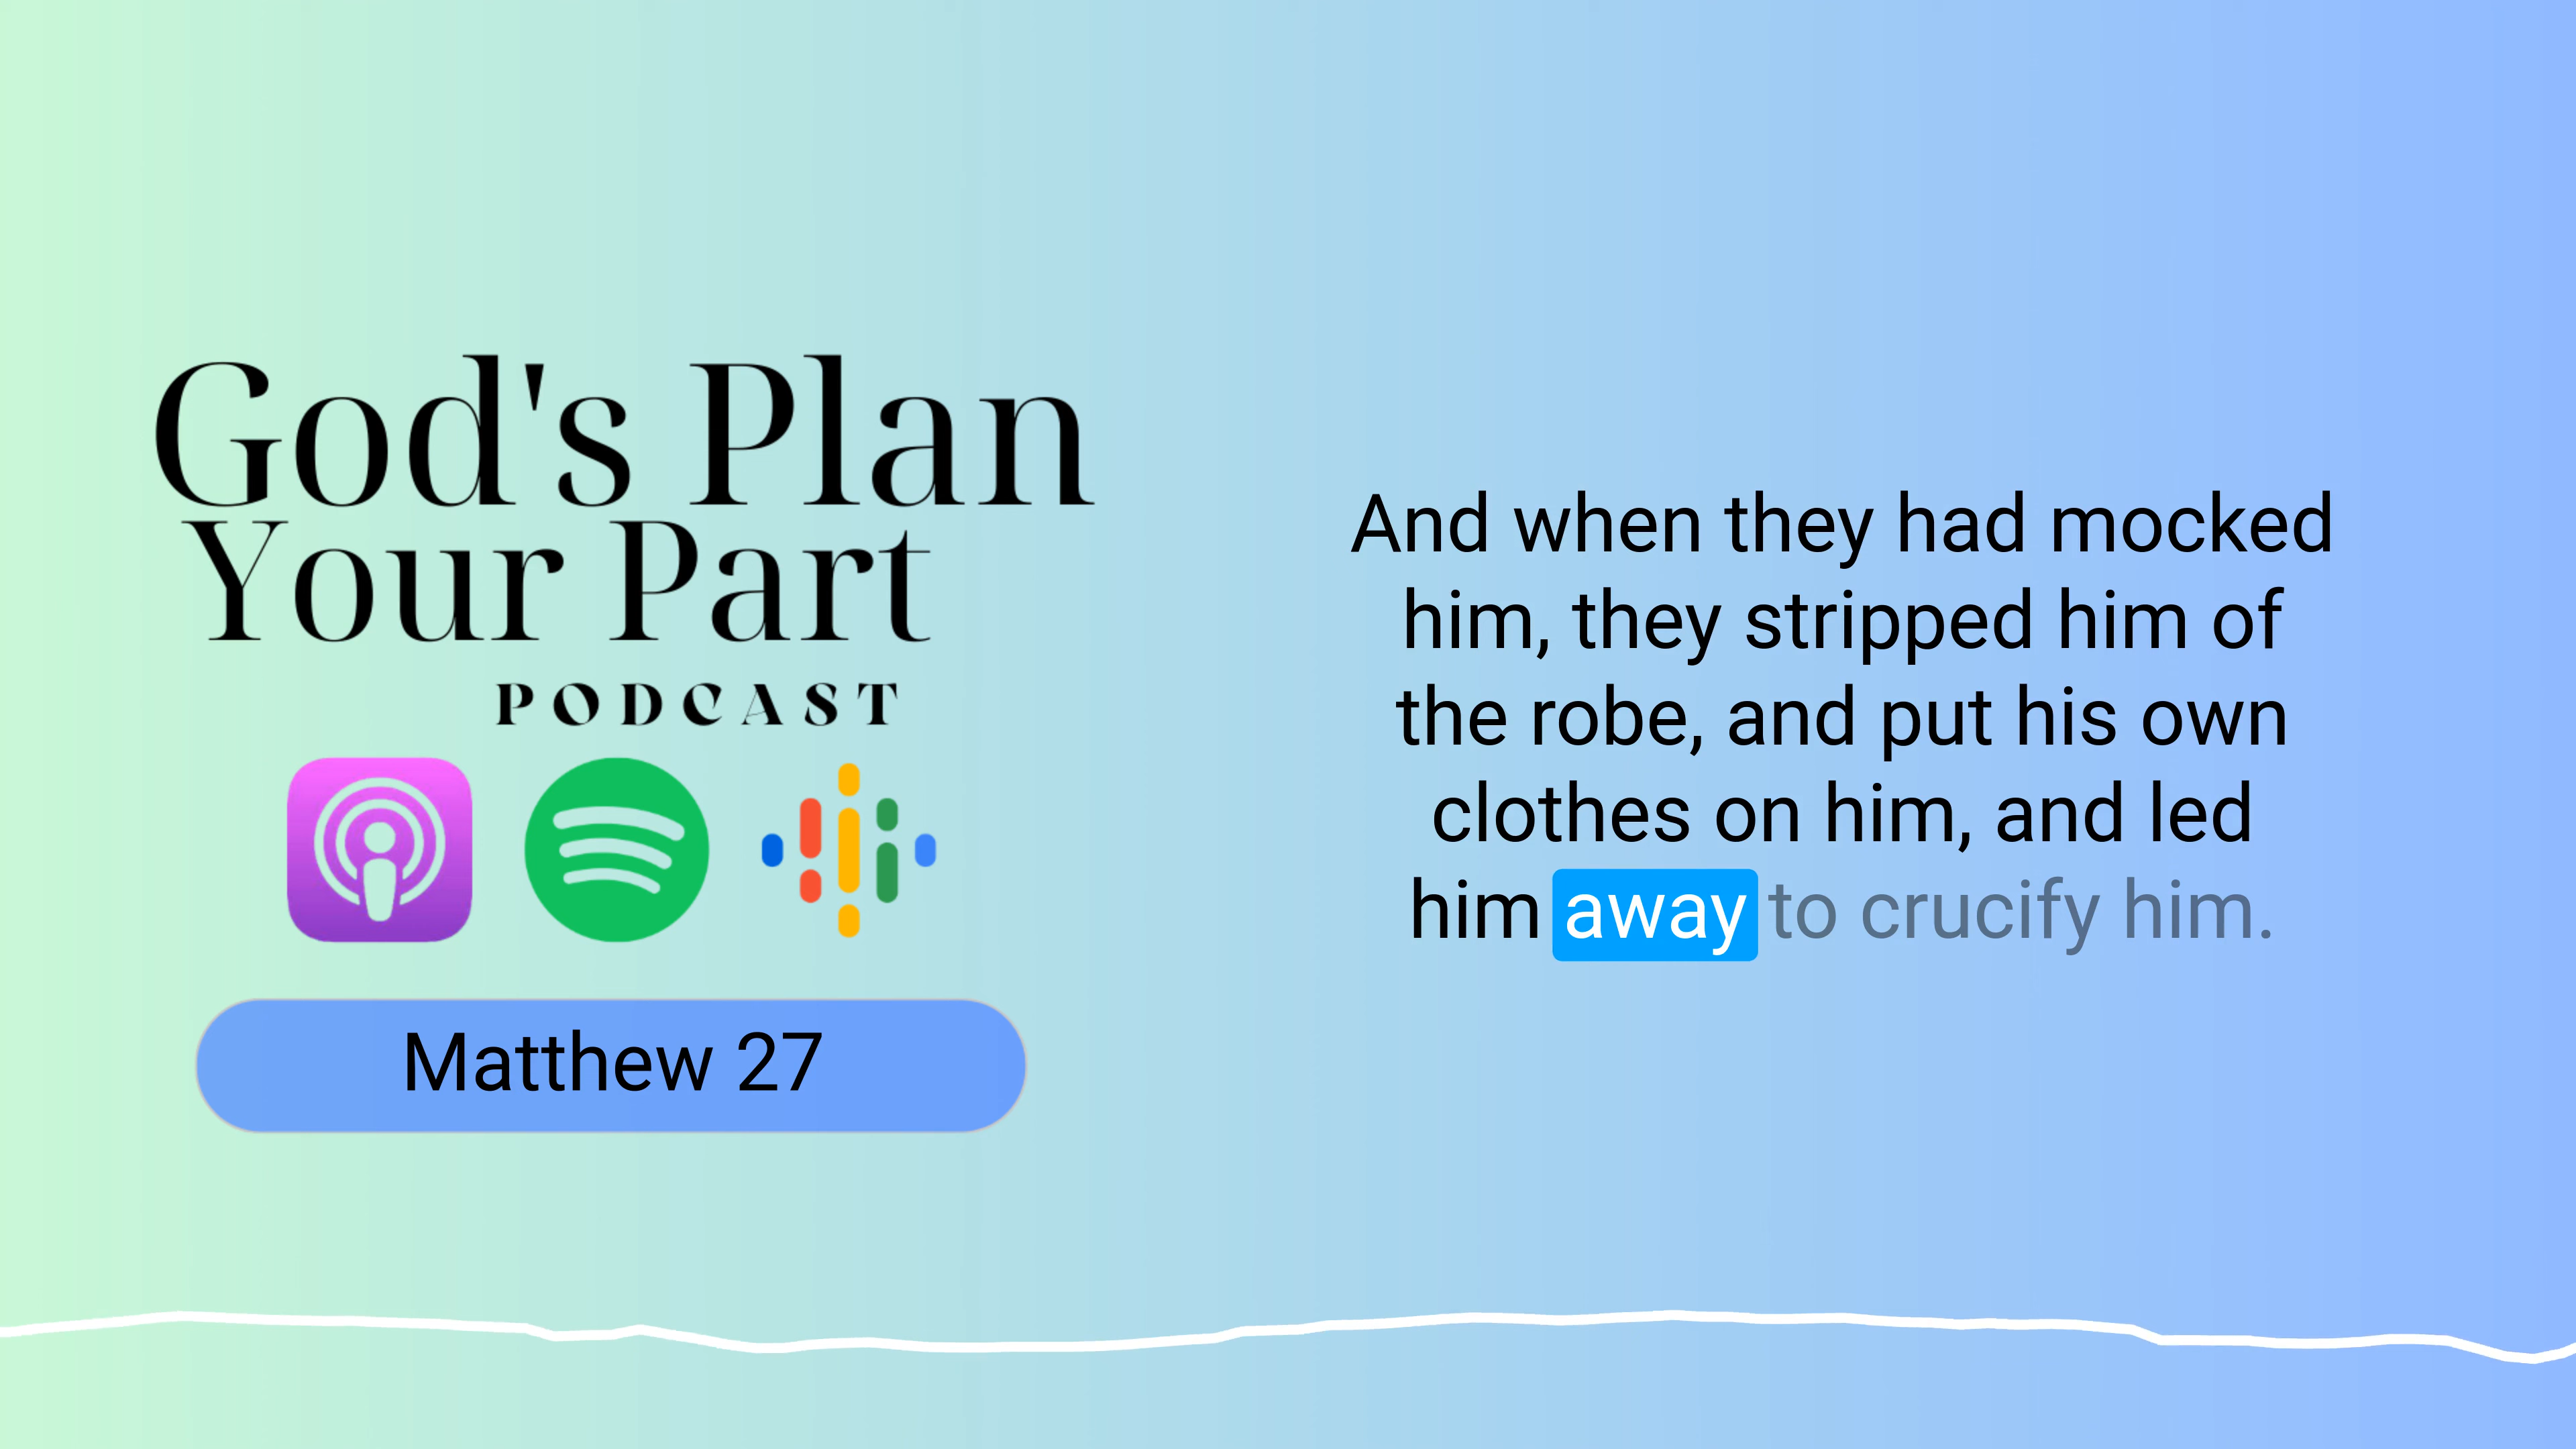 God's Plan
Your Part
PODCAST
Matthew 27
And when they had mocked
him, they stripped him of
the robe, and put his own
clothes on him, and led
him away to crucify him.